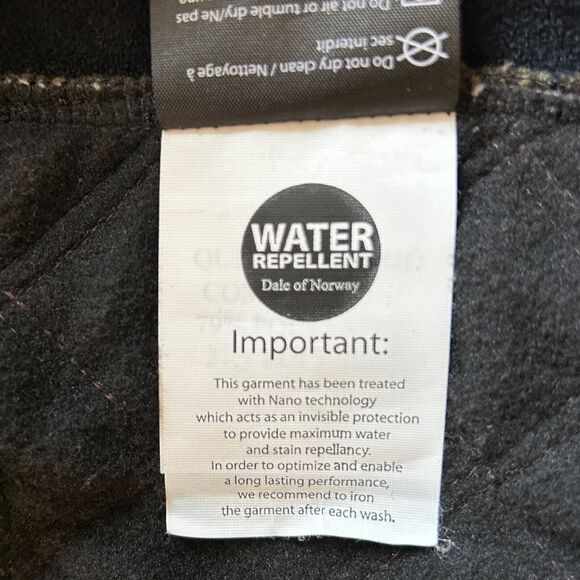 Do not air or tumble dry/Ne pas
Do not dry clean / Nettoyage à
sec interdit
WATER
REPELLENT
Dale of Norway
Important:
This garment has been treated
with Nano technology
which acts as an invisible protection
to provide maximum water
and stain repellancy.
In order to optimize and enable
a long lasting performance,
we recommend to iron
the garment after each wash.